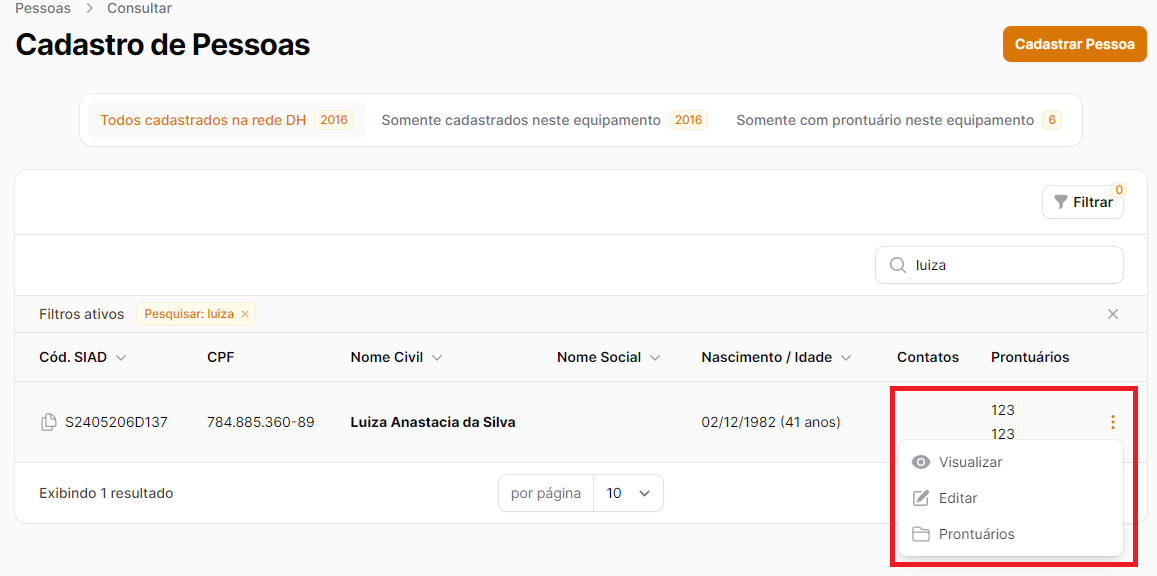 Pessoas > Consultar
Cadastro de Pessoas
Cadastrar Pessoa
Todos cadastrados na rede DH 2016 Somente cadastrados neste equipamento 2016 Somente com prontuário neste equipamento 6
0
Filtrar
luiza
Filtros ativos Pesquisar: luiza ×
Cód. SIAD CPF Nome Civil Nome Social Nascimento / Idade Contatos Prontuários
S2405206D137 784.885.360-89 Luiza Anastacia da Silva 02/12/1982 (41 anos) 123
123
Visualizar
Editar
Prontuários
Exibindo 1 resultado por página 10